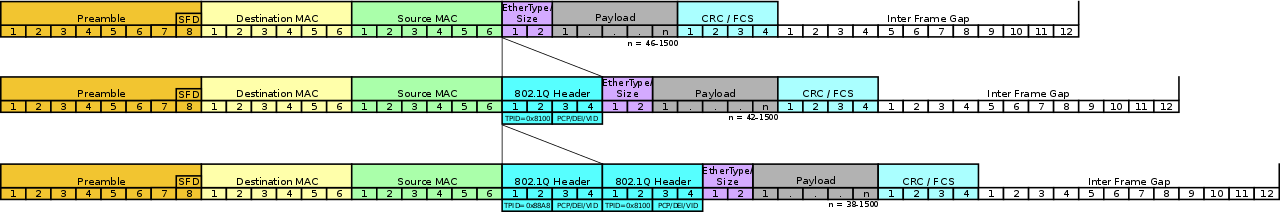 Preamble SFD Destination MAC Source MAC EtherType/ Size Payload CRC / FCS Inter Frame Gap
1 2 3 4 5 6 7 8 1 2 3 4 5 6 1 2 3 4 5 6 1 2 1 . . . n 1 2 3 4 1 2 3 4 5 6 7 8 9 10 11 12
n = 46-1500
Preamble SFD Destination MAC Source MAC 802.1Q Header EtherType/ Size Payload CRC / FCS Inter Frame Gap
1 2 3 4 5 6 7 8 1 2 3 4 5 6 1 2 3 4 5 6 1 2 3 4 1 2 1 . . . n 1 2 3 4 1 2 3 4 5 6 7 8 9 10 11 12
TPID=0x8100 PCP/DEI/VID n = 42-1500
Preamble SFD Destination MAC Source MAC 802.1Q Header 802.1Q Header EtherType/ Size Payload CRC / FCS Inter Frame Gap
1 2 3 4 5 6 7 8 1 2 3 4 5 6 1 2 3 4 5 6 1 2 3 4 1 2 3 4 1 2 1 . . . n 1 2 3 4 1 2 3 4 5 6 7 8 9 10 11 12
TPID=0x88A8 PCP/DEI/VID TPID=0x8100 PCP/DEI/VID n = 38-1500